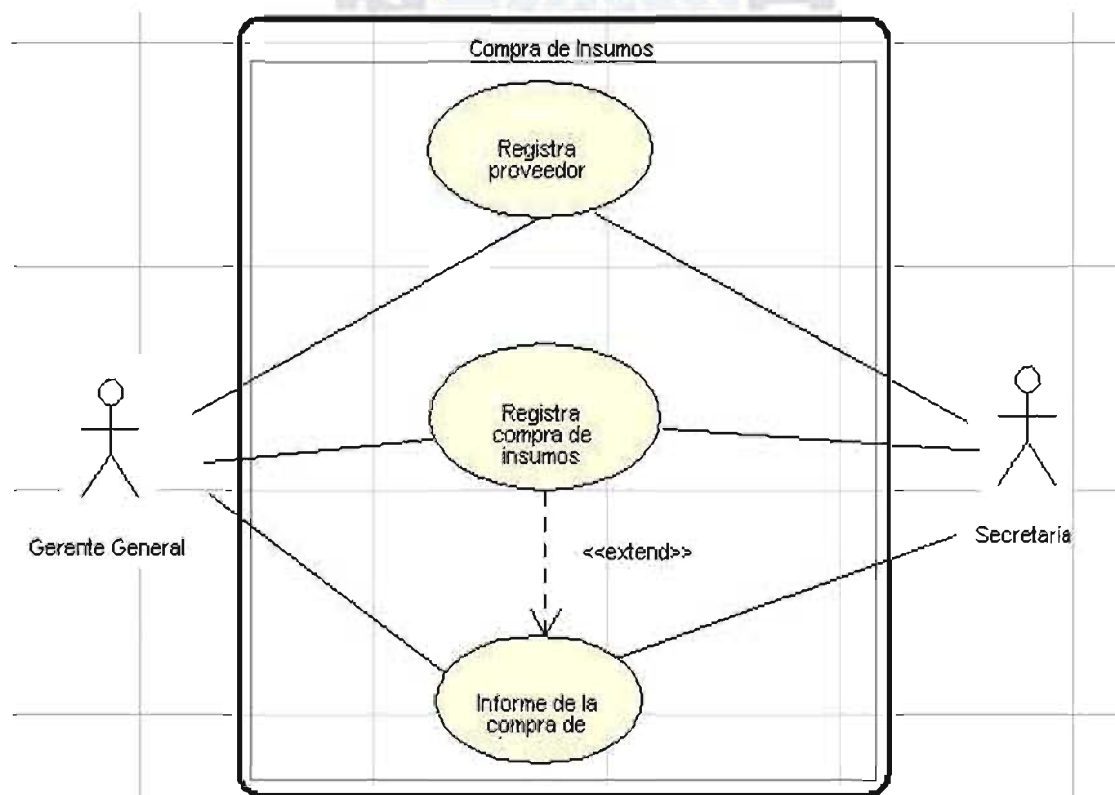 Compra de Insumos
Registra
proveedor
Registra
compra de
insumos
Gerente General
<<extend>>
Secretaria
Informe de la
compra de